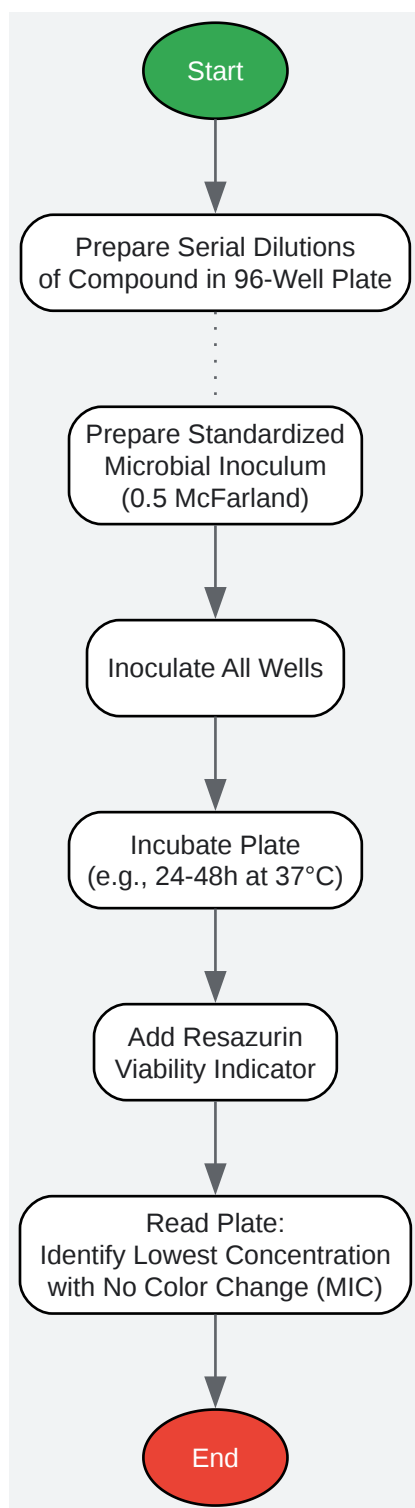 Start
Prepare Serial Dilutions
of Compound in 96-Well Plate
Prepare Standardized
Microbial Inoculum
(0.5 McFarland)
Inoculate All Wells
Incubate Plate
(e.g., 24-48h at 37°C)
Add Resazurin
Viability Indicator
Read Plate:
Identify Lowest Concentration
with No Color Change (MIC)
End